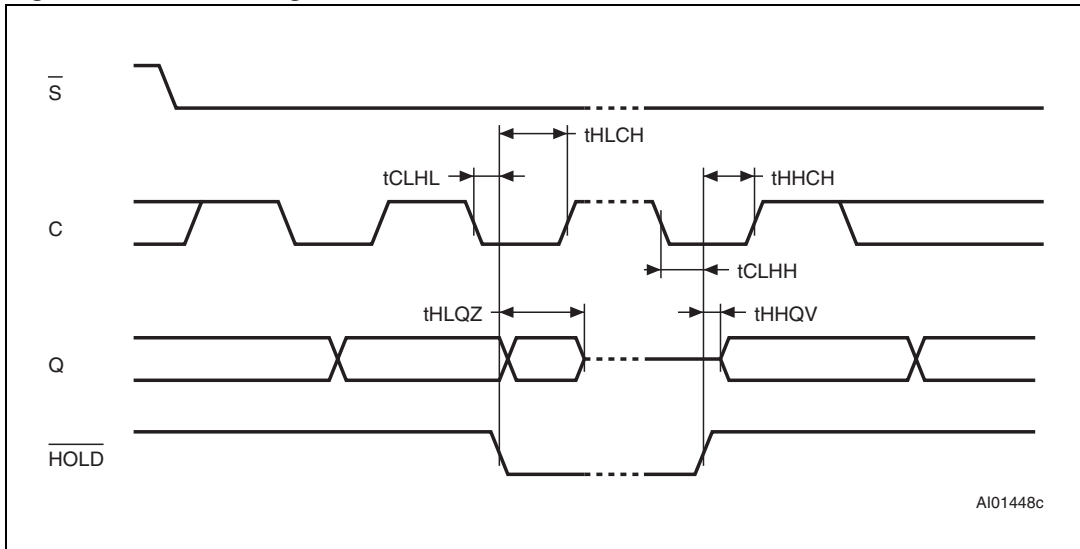 S
tHLCH
tCLHL
tHHCH
C
tCLHH
tHLQZ
tHHQV
Q
HOLD
AI01448c